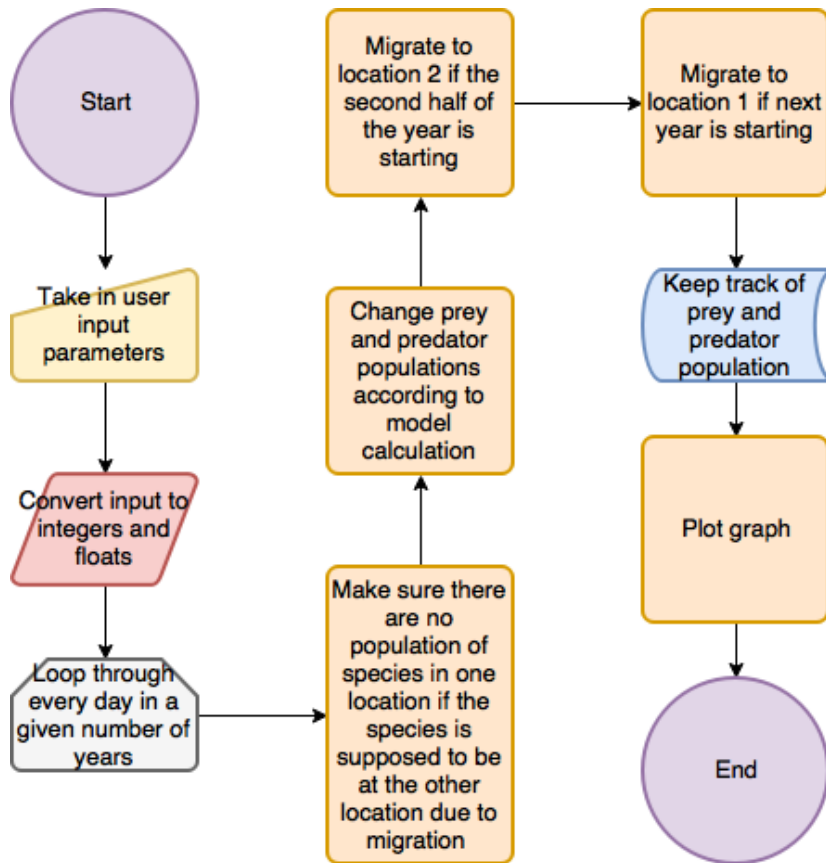 Start
Take in user
input
parameters
Convert input to
integers and
floats
Loop through
every day in a
given number of
years
Make sure there
are no
population of
species in one
location if the
species is
supposed to be
at the other
location due to
migration
Change prey
and predator
populations
according to
model
calculation
Migrate to
location 2 if the
second half of
the year is
starting
Migrate to
location 1 if next
year is starting
Keep track of
prey and
predator
population
Plot graph
End